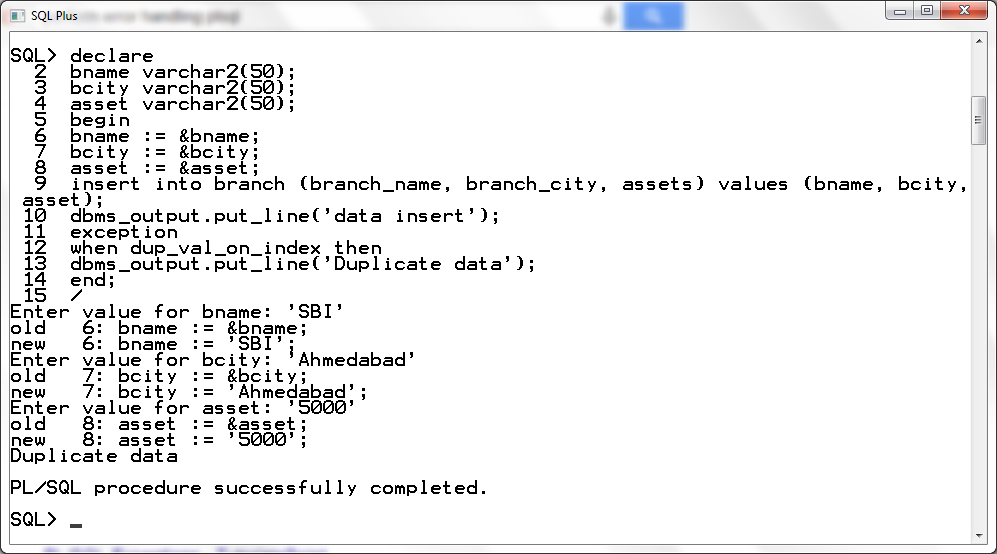 SQL Plus
SQL> declare
  2  bname varchar2(50);
  3  bcity varchar2(50);
  4  asset varchar2(50);
  5  begin
  6  bname := &bname;
  7  bcity := &bcity;
  8  asset := &asset;
  9  insert into branch (branch_name, branch_city, assets) values (bname, bcity,
 asset);
 10  dbms_output.put_line('data insert');
 11  exception
 12  when dup_val_on_index then
 13  dbms_output.put_line('Duplicate data');
 14  end;
 15  /
Enter value for bname: 'SBI'
old   6: bname := &bname;
new   6: bname := 'SBI';
Enter value for bcity: 'Ahmedabad'
old   7: bcity := &bcity;
new   7: bcity := 'Ahmedabad';
Enter value for asset: '5000'
old   8: asset := &asset;
new   8: asset := '5000';
Duplicate data

PL/SQL procedure successfully completed.

SQL> _